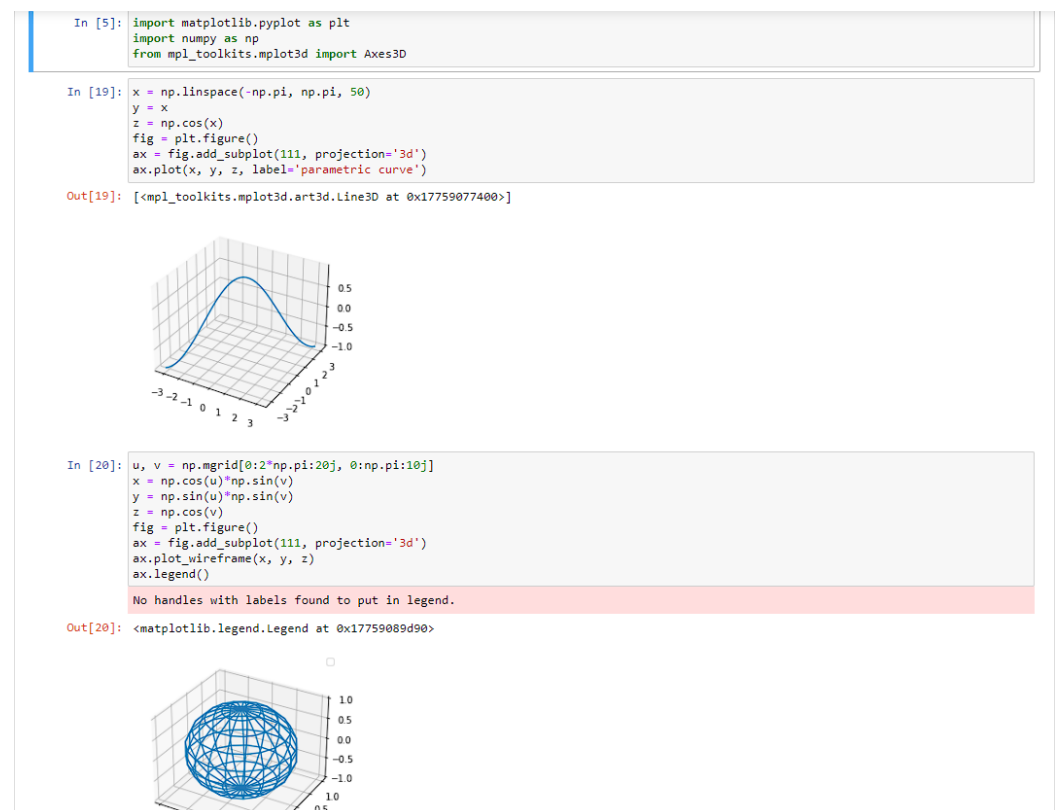 In [5]: import matplotlib.pyplot as plt
import numpy as np
from mpl_toolkits.mplot3d import Axes3D
In [19]: x = np.linspace(-np.pi, np.pi, 50)
y = x
z = np.cos(x)
fig = plt.figure()
ax = fig.add_subplot(111, projection='3d')
ax.plot(x, y, z, label='parametric curve')
Out[19]: [<mpl_toolkits.mplot3d.art3d.Line3D at 0x17759077400>]
0.5
0.0
−0.5
−1.0
−3 −2 −1 0 1 2 3
−3 −2 −1 0 1 2 3
In [20]: u, v = np.mgrid[0:2*np.pi:20j, 0:np.pi:10j]
x = np.cos(u)*np.sin(v)
y = np.sin(u)*np.sin(v)
z = np.cos(v)
fig = plt.figure()
ax = fig.add_subplot(111, projection='3d')
ax.plot_wireframe(x, y, z)
ax.legend()
No handles with labels found to put in legend.
Out[20]: <matplotlib.legend.Legend at 0x17759089d90>
1.0
0.5
0.0
−0.5
−1.0
1.0
0.5